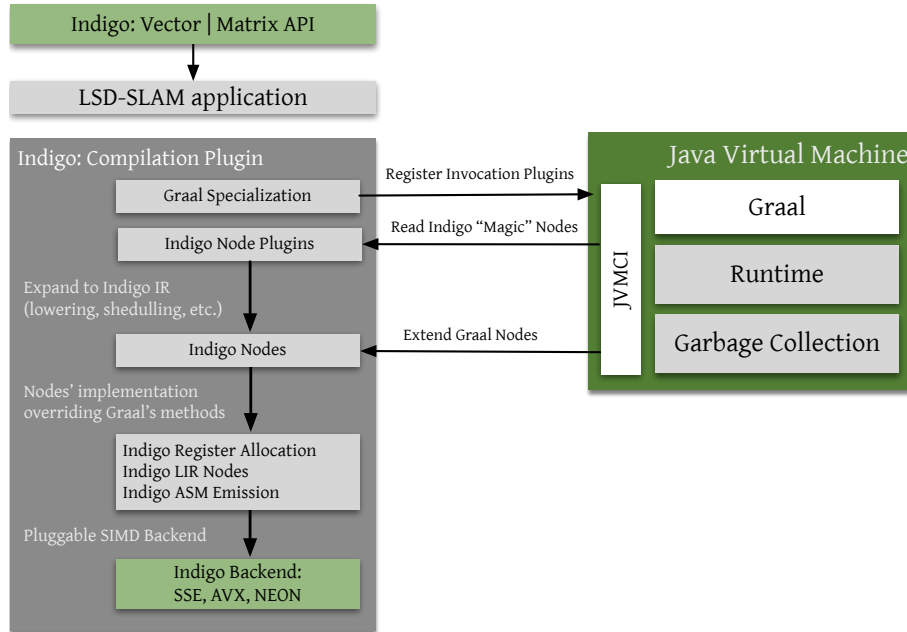 Indigo: Vector | Matrix API
LSD-SLAM application
Indigo: Compilation Plugin
Graal Specialization
Indigo Node Plugins
Expand to Indigo IR
(lowering, shedulling, etc.)
Indigo Nodes
Nodes' implementation
overriding Graal's methods
Indigo Register Allocation
Indigo LIR Nodes
Indigo ASM Emission
Pluggable SIMD Backend
Indigo Backend:
SSE, AVX, NEON
Register Invocation Plugins
Read Indigo “Magic” Nodes
Extend Graal Nodes
Java Virtual Machine
JVMCI
Graal
Runtime
Garbage Collection